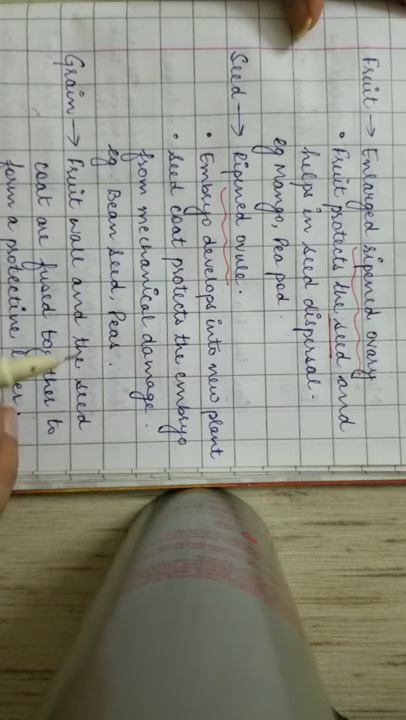 Fruit → Enlarged ripened ovary
• Fruit protects the seed and
helps in seed dispersal.
eg Mango, Pea pod.
Seed → Ripened ovule.
• Embryo develops into new plant
• Seed coat protects the embryo
from mechanical damage.
eg. Bean seed, Peas.
Grain → Fruit wall and the seed
coat are fused to ther to
form a protective